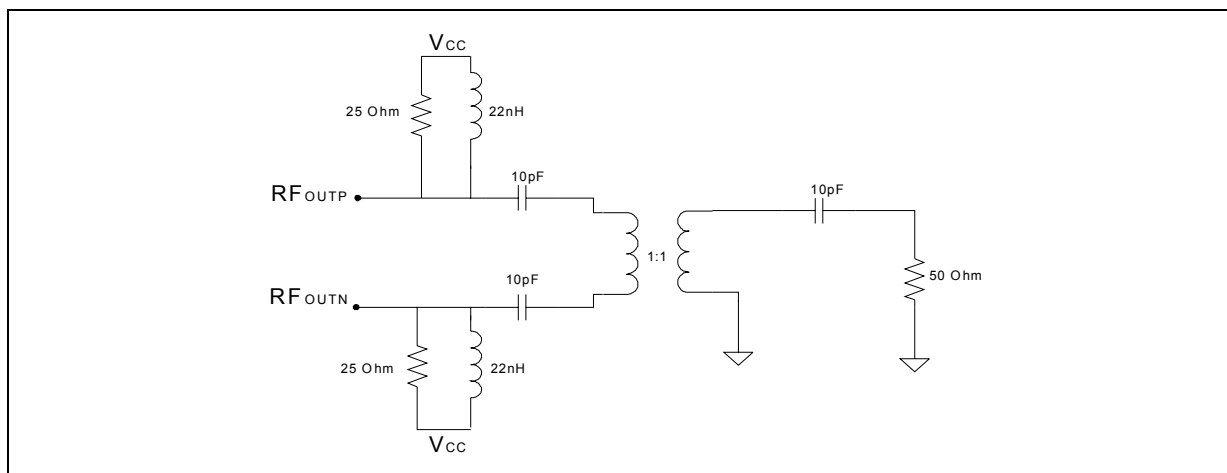 VCC
25 Ohm
22nH
10pF
RFOUTP
10pF
1:1
50 Ohm
10pF
RFOUTN
25 Ohm
22nH
VCC